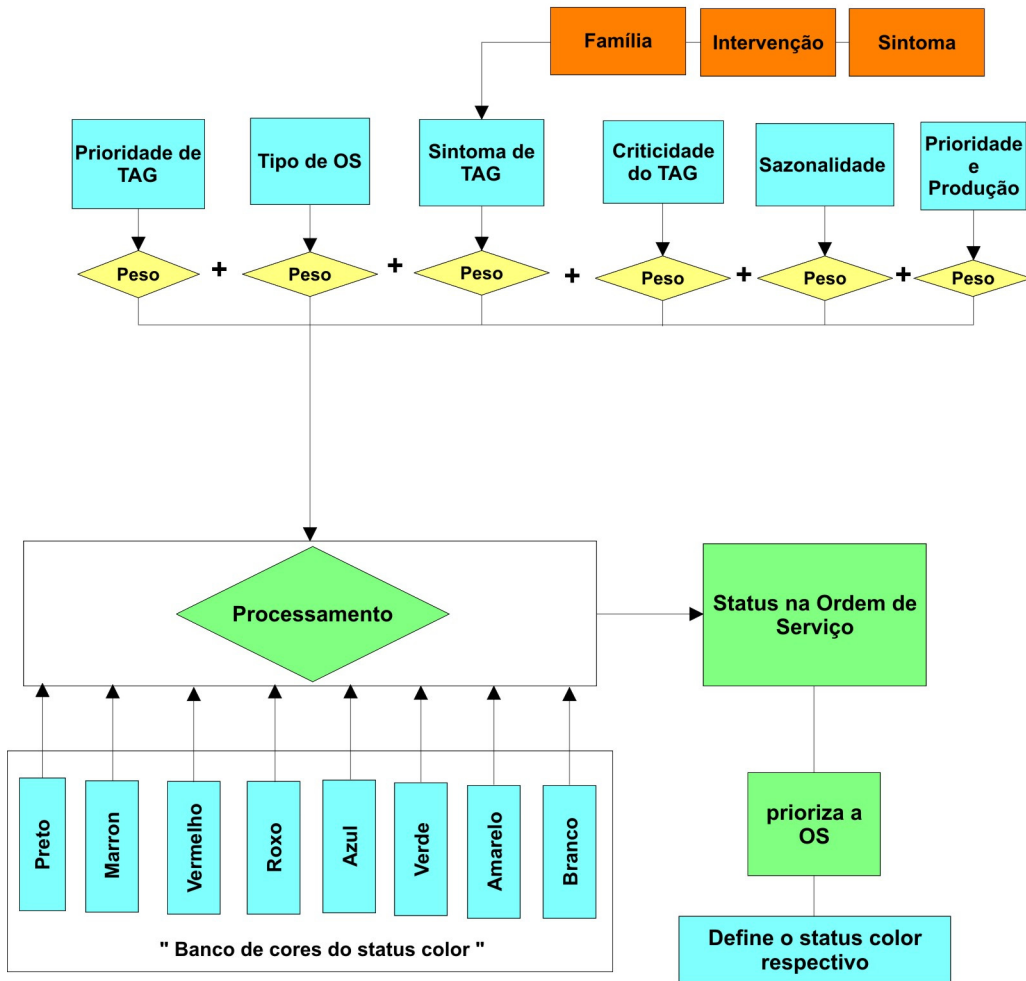 Família
Intervenção
Sintoma
Prioridade de
TAG
Tipo de OS
Sintoma de
TAG
Criticidade
do TAG
Sazonalidade
Prioridade
e
Produção
Peso
+
Peso
+
Peso
+
Peso
+
Peso
+
Peso
Processamento
Status na Ordem de
Serviço
Preto
Marron
Vermelho
Roxo
Azul
Verde
Amarelo
Branco
" Banco de cores do status color "
prioriza a
OS
Define o status color
respectivo